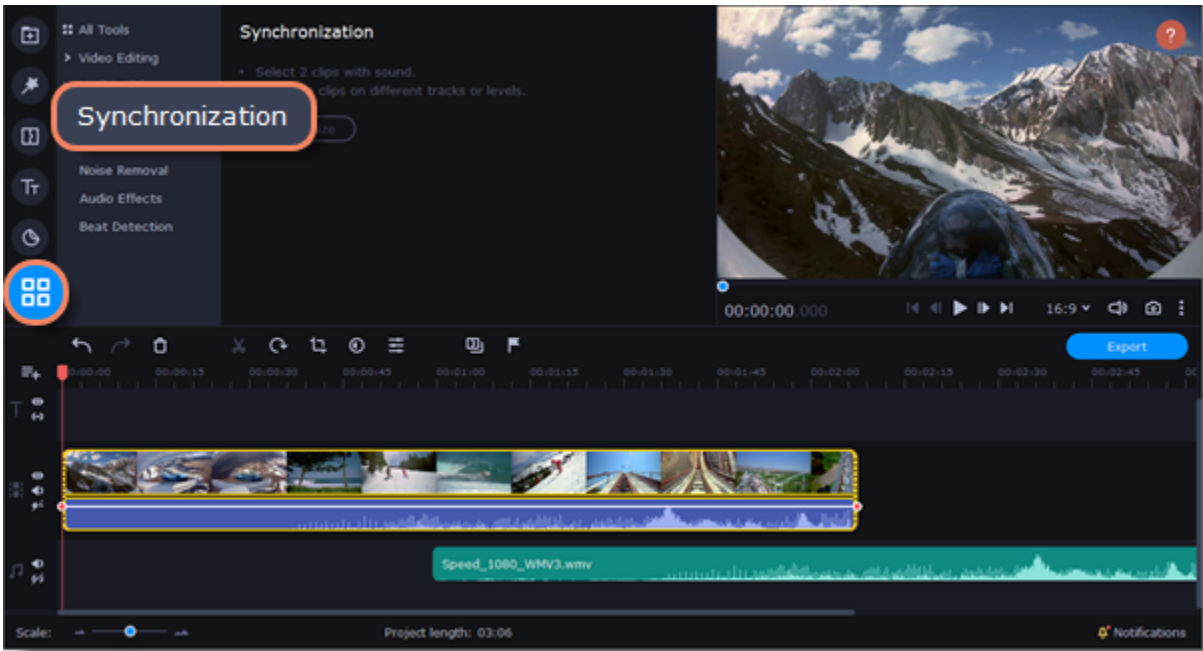 All Tools
Video Editing
Synchronization
Noise Removal
Audio Effects
Beat Detection
Synchronization
Select 2 clips with sound.
clips on different tracks or levels.
?
00:00:00.000
16:9
Export
00:00:15 00:00:30 00:00:45 00:01:00 00:01:15 00:01:30 00:01:45 00:02:00 00:02:15 00:02:30 00:02:45
T
Speed_1080_WMV3.wmv
Scale:
Project length: 03:06
Notifications